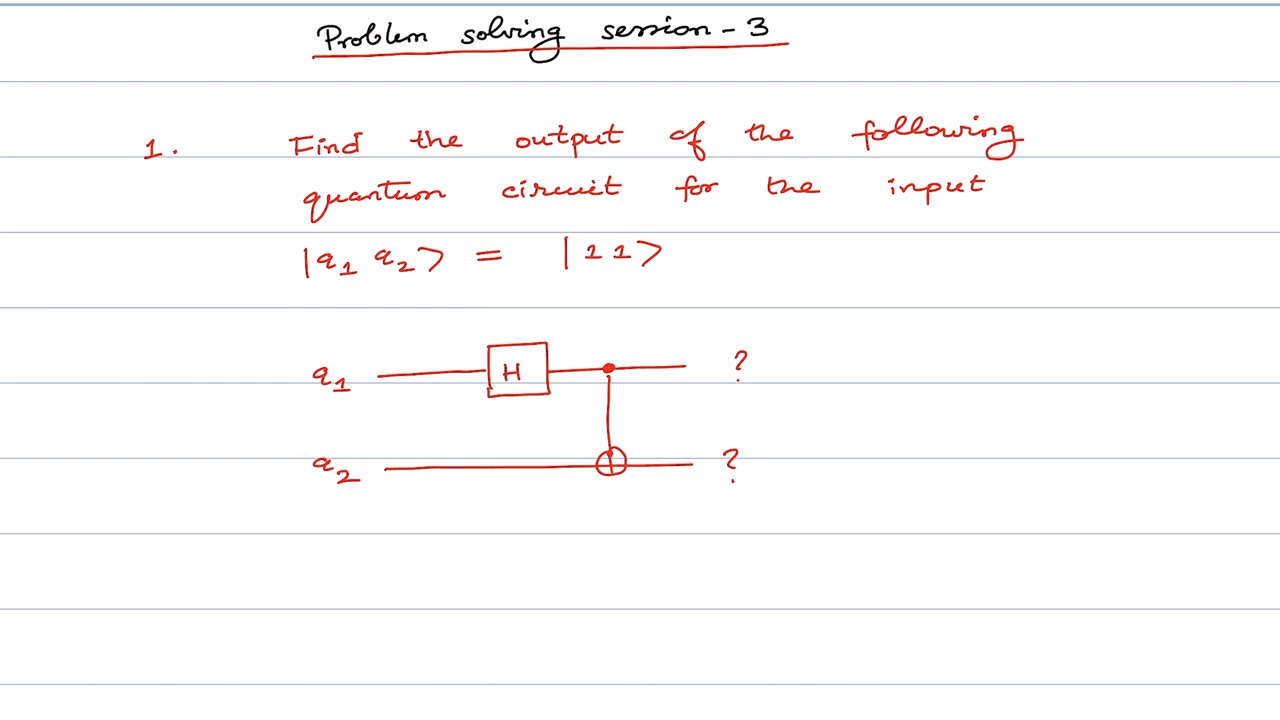 Problem solving session - 3
1. Find the output of the following
quantum circuit for the input
|q1 q2> = |11>
q1 H ?
q2 ?